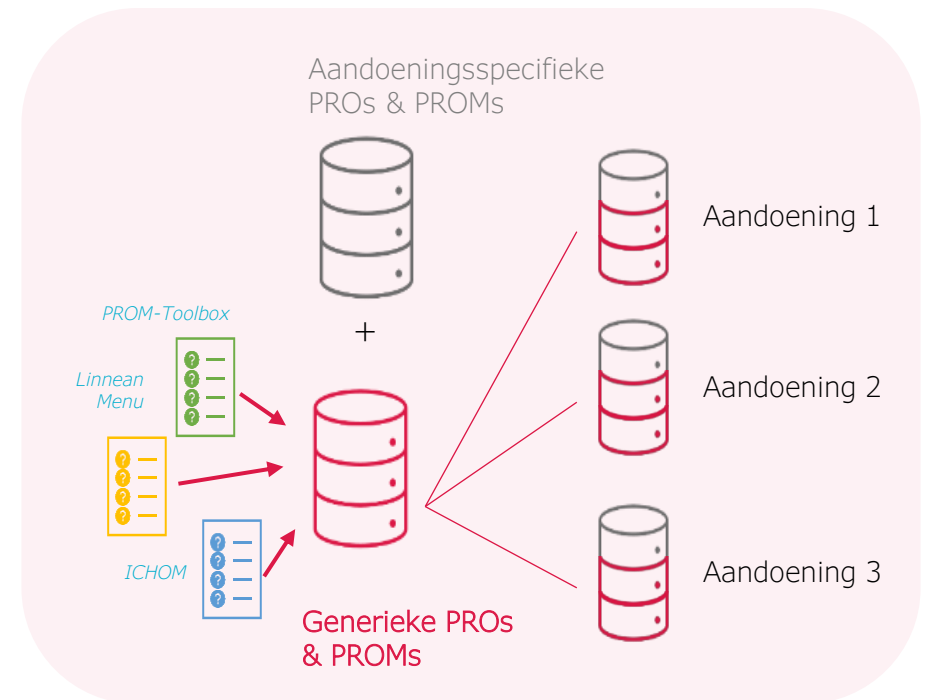 Aandoeningsspecifieke
PROs & PROMs
Aandoening 1
PROM-Toolbox
+
Linnean
Menu
? 
? 
? 
? 
Aandoening 2
? 
? 
? 
? 
ICHOM
? 
? 
? 
? 
Aandoening 3
Generieke PROs
& PROMs